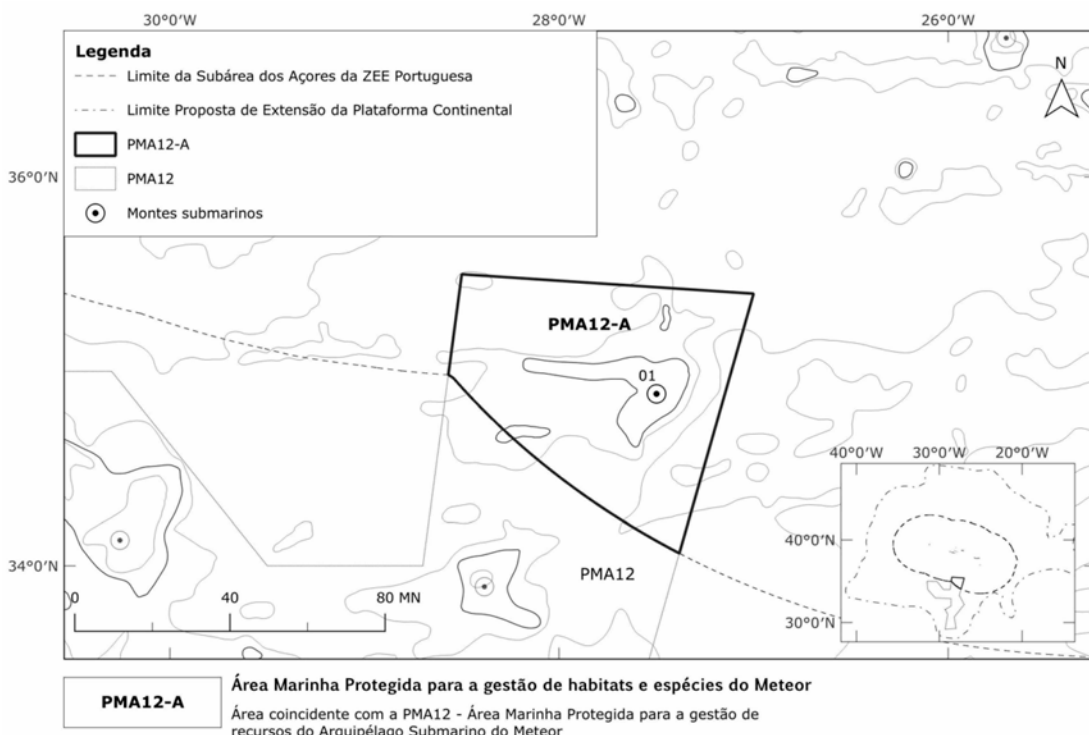 30°0′W 28°0′W 26°0′W
Legenda
Limite da Subárea dos Açores da ZEE Portuguesa
Limite Proposta de Extensão da Plataforma Continental
PMA12-A
PMA12
Montes submarinos
N
36°0′N
PMA12-A
01
40°0′W 30°0′W 20°0′W
40°0′N
30°0′N
34°0′N
PMA12
0 40 80 MN
PMA12-A
Área Marinha Protegida para a gestão de habitats e espécies do Meteor
Área coincidente com a PMA12 - Área Marinha Protegida para a gestão de
recursos do Arquipélago Submarino do Meteor